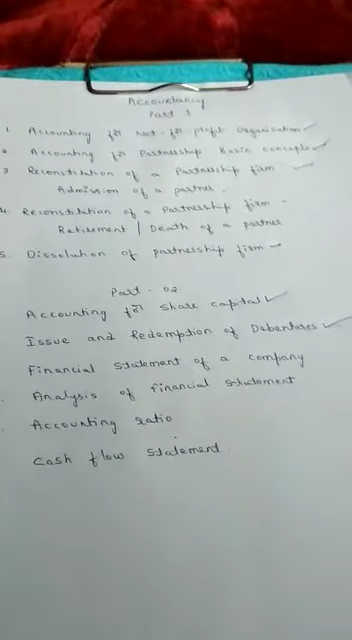 Accountancy
Part 1
1 Accounting for Not-for profit Organisation
2 Accounting for Partnership Basic Concepts
3 Reconstitution of a Partnership firm
Admission of a partner.
4. Reconstitution of a Partnership firm -
Retirement / Death of a partner
5. Dissolution of partnership firm
Part - 02
Accounting for Share capital
Issue and Redemption of Debentures
Financial statement of a company
Analysis of financial statement
Accounting ratio
Cash flow statement